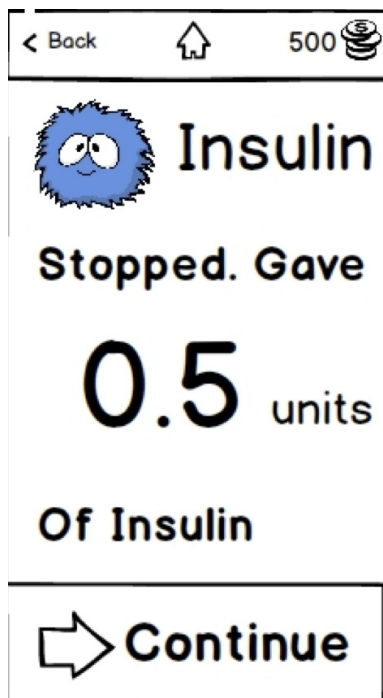 < Back 500
Insulin
Stopped. Gave
0.5 units
Of Insulin
Continue